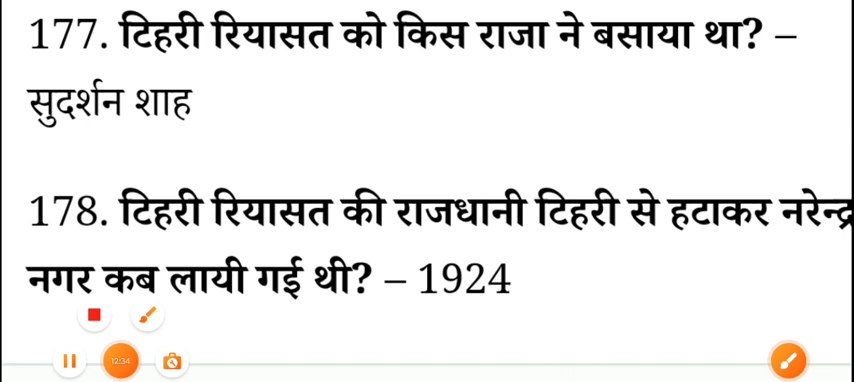 177. टिहरी रियासत को किस राजा ने बसाया था? –
सुदर्शन शाह
178. टिहरी रियासत की राजधानी टिहरी से हटाकर नरेन्द्र
नगर कब लायी गई थी? – 1924
12:34